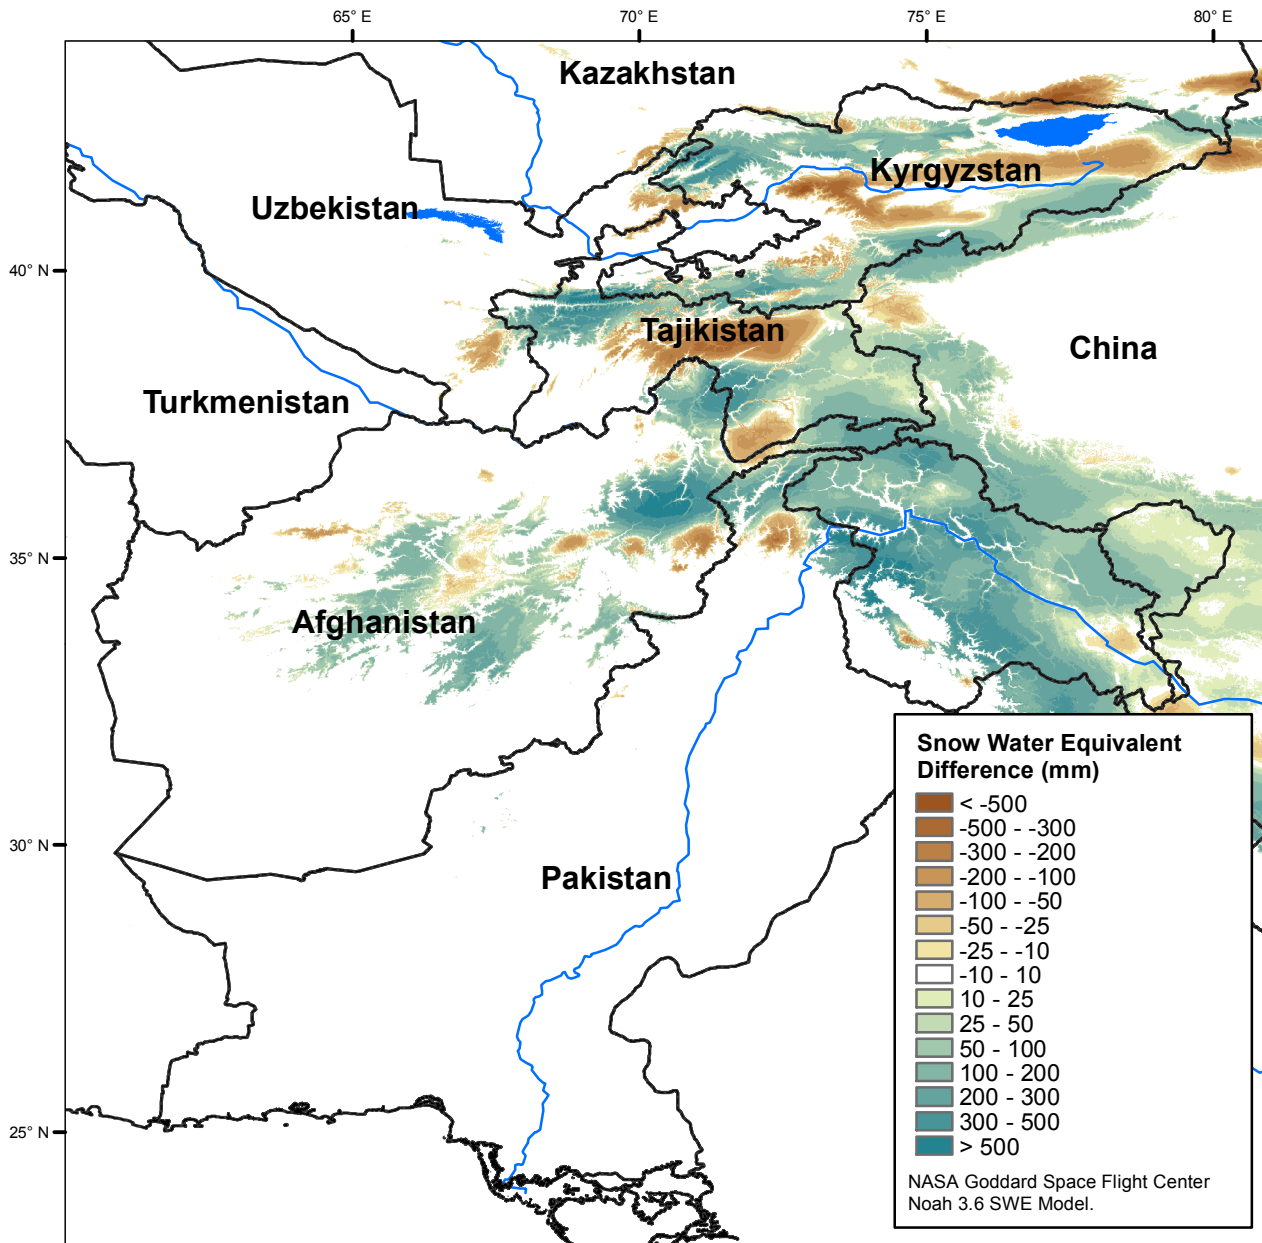 65° E
70° E
75° E
80° E
Kazakhstan
Kyrgyzstan
Uzbekistan
40° N
Tajikistan
China
Turkmenistan
35° N
Afghanistan
Snow Water Equivalent
Difference (mm)
< -500
-500 - -300
-300 - -200
-200 - -100
-100 - -50
-50 - -25
-25 - -10
-10 - 10
10 - 25
25 - 50
50 - 100
100 - 200
200 - 300
300 - 500
> 500
NASA Goddard Space Flight Center
Noah 3.6 SWE Model.
30° N
Pakistan
25° N